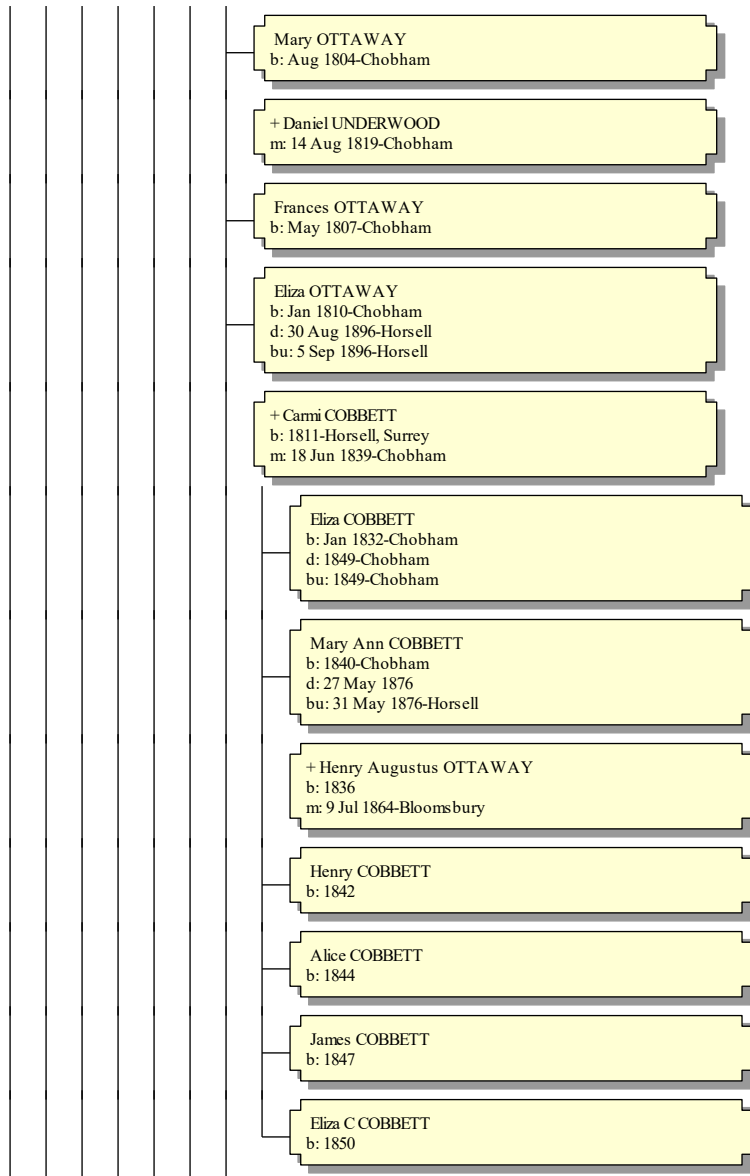 Mary OTTAWAY
b: Aug 1804-Chobham
+ Daniel UNDERWOOD
m: 14 Aug 1819-Chobham
Frances OTTAWAY
b: May 1807-Chobham
Eliza OTTAWAY
b: Jan 1810-Chobham
d: 30 Aug 1896-Horsell
bu: 5 Sep 1896-Horsell
+ Carmi COBBETT
b: 1811-Horsell, Surrey
m: 18 Jun 1839-Chobham
Eliza COBBETT
b: Jan 1832-Chobham
d: 1849-Chobham
bu: 1849-Chobham
Mary Ann COBBETT
b: 1840-Chobham
d: 27 May 1876
bu: 31 May 1876-Horsell
+ Henry Augustus OTTAWAY
b: 1836
m: 9 Jul 1864-Bloomsbury
Henry COBBETT
b: 1842
Alice COBBETT
b: 1844
James COBBETT
b: 1847
Eliza C COBBETT
b: 1850